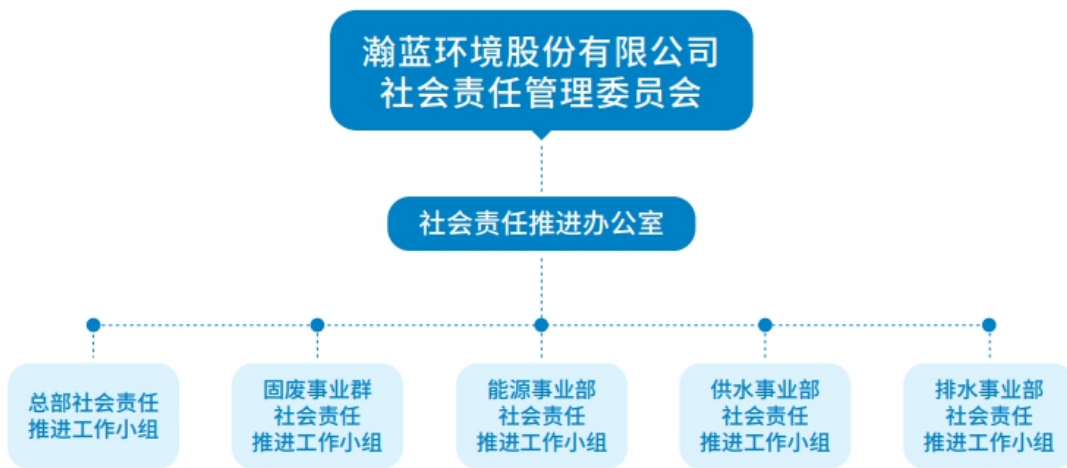 瀚蓝环境股份有限公司
社会责任管理委员会
社会责任推进办公室
总部社会责任
推进工作小组
固废事业群
社会责任
推进工作小组
能源事业部
社会责任
推进工作小组
供水事业部
社会责任
推进工作小组
排水事业部
社会责任
推进工作小组